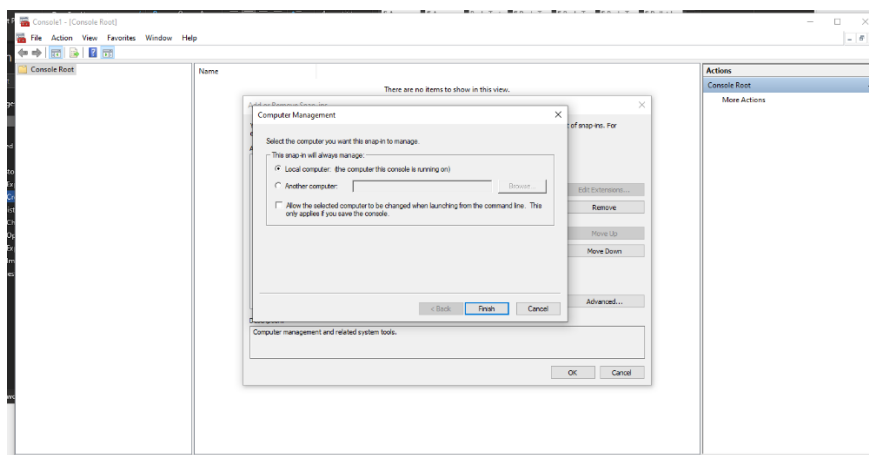 Console1 - [Console Root]
File Action View Favorites Window Help
Console Root
Name
There are no items to show in this view.
Actions
Console Root
More Actions
of snap-ins. For
Computer Management
Select the computer you want this snap-in to manage.
This snap-in will always manage:
Local computer: (the computer this console is running on)
Another computer:
Browse...
Allow the selected computer to be changed when launching from the command line. This
only applies if you save the console.
< Back
Finish
Cancel
Edit Extensions...
Remove
Move Up
Move Down
Advanced...
Computer management and related system tools.
OK
Cancel